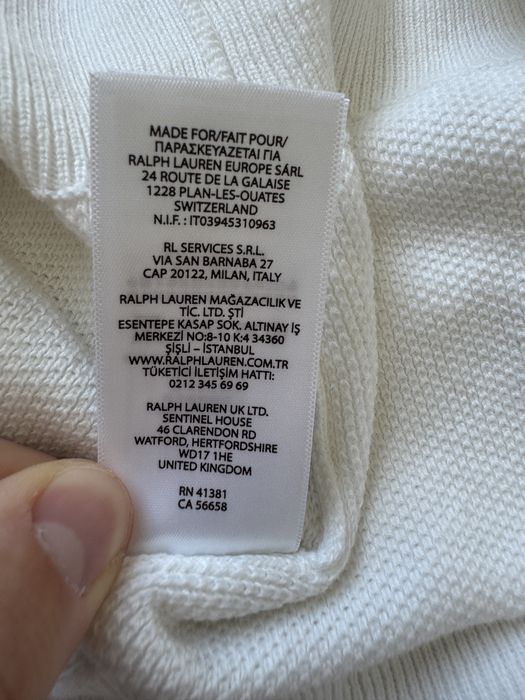 MADE FOR/FAIT POUR/
ΠΑΡΑΣΚΕΥΑΖΕΤΑΙ ΓΙΑ
RALPH LAUREN EUROPE SÁRL
24 ROUTE DE LA GALAISE
1228 PLAN-LES-OUATES
SWITZERLAND
N.I.F. : IT03945310963
RL SERVICES S.R.L.
VIA SAN BARNABA 27
CAP 20122, MILAN, ITALY
RALPH LAUREN MAĞAZACILIK VE
TİC. LTD. ŞTİ
ESENTEPE KASAP SOK. ALTINAY İŞ
MERKEZİ NO:8-10 K:4 34360
ŞİŞLİ – İSTANBUL
WWW.RALPHLAUREN.COM.TR
TÜKETİCİ İLETİŞİM HATTI:
0212 345 69 69
RALPH LAUREN UK LTD.
SENTINEL HOUSE
46 CLARENDON RD
WATFORD, HERTFORDSHIRE
WD17 1HE
UNITED KINGDOM
RN 41381
CA 56658